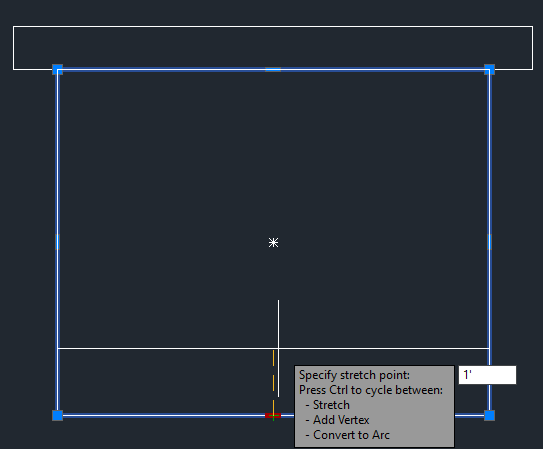 Specify stretch point: 1'
Press Ctrl to cycle between:
- Stretch
- Add Vertex
- Convert to Arc